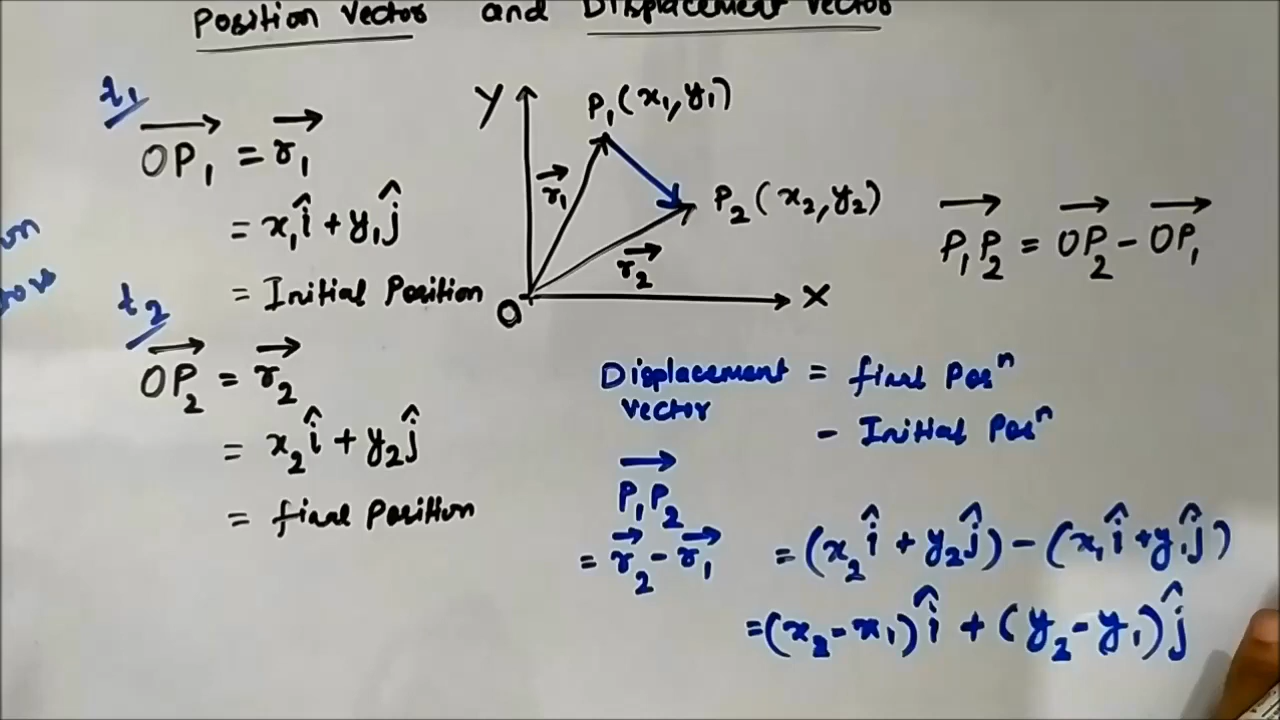 Position Vector and Displacement Vector
t₁
OP₁ = r₁
= x₁î + y₁ĵ
= Initial Position
t₂
OP₂ = r₂
= x₂î + y₂ĵ
= final Position
Y
P₁(x₁,y₁)
r₁
P₂(x₂,y₂)
r₂
O
X
P₁P₂ = OP₂ - OP₁
Displacement vector = final Posⁿ
- Initial Posⁿ
P₁P₂
= r₂ - r₁ = (x₂î + y₂ĵ) - (x₁î + y₁ĵ)
= (x₂ - x₁)î + (y₂ - y₁)ĵ